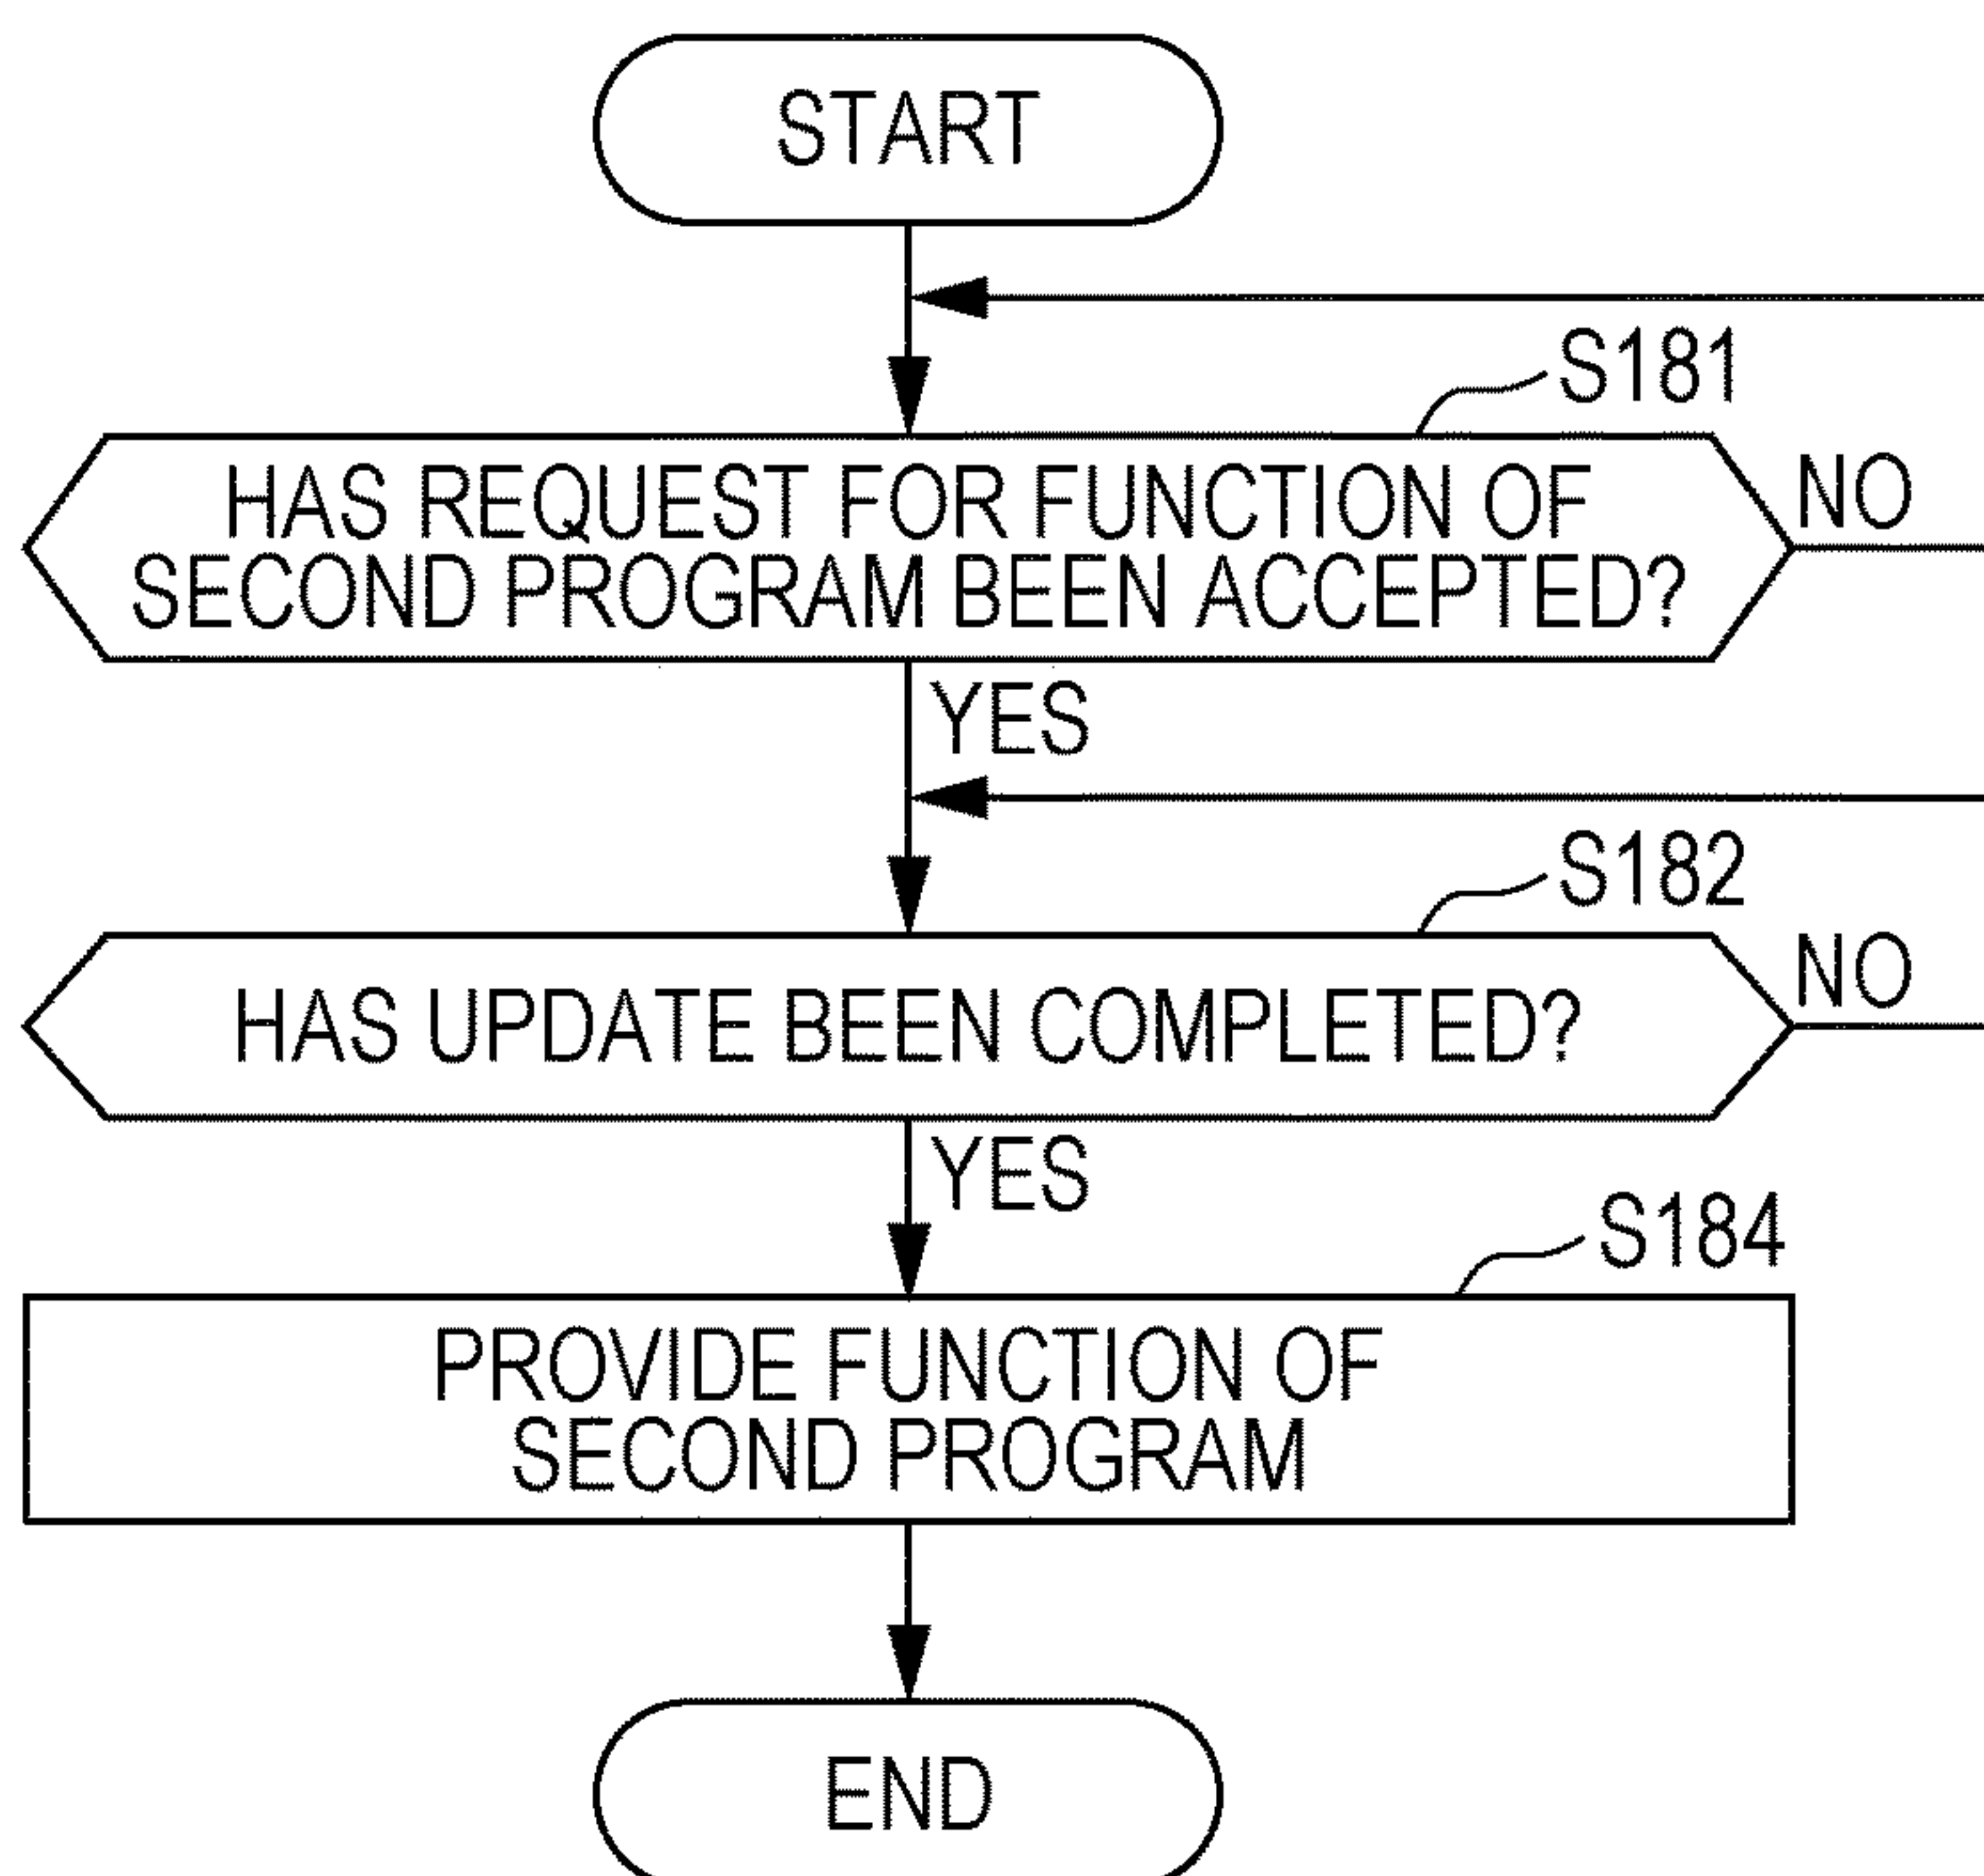 START
S181
HAS REQUEST FOR FUNCTION OF
SECOND PROGRAM BEEN ACCEPTED?
NO
YES
S182
HAS UPDATE BEEN COMPLETED?
NO
YES
S184
PROVIDE FUNCTION OF
SECOND PROGRAM
END